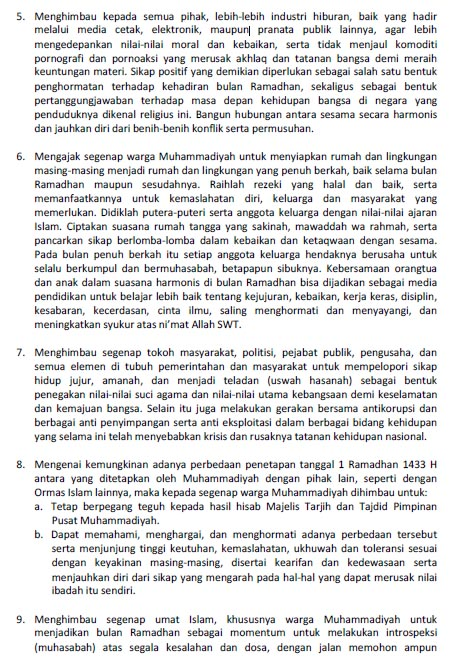 5. Menghimbau kepada semua pihak, lebih-lebih industri hiburan, baik yang hadir
melalui media cetak, elektronik, maupun pranata publik lainnya, agar lebih
mengedepankan nilai-nilai moral dan kebaikan, serta tidak menjaul komoditi
pornografi dan pornoaksi yang merusak akhlaq dan tatanan bangsa demi meraih
keuntungan materi. Sikap positif yang demikian diperlukan sebagai salah satu bentuk
penghormatan terhadap kehadiran bulan Ramadhan, sekaligus sebagai bentuk
pertanggungjawaban terhadap masa depan kehidupan bangsa di negara yang
penduduknya dikenal religius ini. Bangun hubungan antara sesama secara harmonis
dan jauhkan diri dari benih-benih konflik serta permusuhan.
6. Mengajak segenap warga Muhammadiyah untuk menyiapkan rumah dan lingkungan
masing-masing menjadi rumah dan lingkungan yang penuh berkah, baik selama bulan
Ramadhan maupun sesudahnya. Raihlah rezeki yang halal dan baik, serta
memanfaatkannya untuk kemaslahatan diri, keluarga dan masyarakat yang
memerlukan. Didiklah putera-puteri serta anggota keluarga dengan nilai-nilai ajaran
Islam. Ciptakan suasana rumah tangga yang sakinah, mawaddah wa rahmah, serta
pancarkan sikap berlomba-lomba dalam kebaikan dan ketaqwaan dengan sesama.
Pada bulan penuh berkah itu setiap anggota keluarga hendaknya berusaha untuk
selalu berkumpul dan bermuhasabah, betapapun sibuknya. Kebersamaan orangtua
dan anak dalam suasana harmonis di bulan Ramadhan bisa dijadikan sebagai media
pendidikan untuk belajar lebih baik tentang kejujuran, kebaikan, kerja keras, disiplin,
kesabaran, kecerdasan, cinta ilmu, saling menghormati dan menyayangi, dan
meningkatkan syukur atas ni'mat Allah SWT.
7. Menghimbau segenap tokoh masyarakat, politisi, pejabat publik, pengusaha, dan
semua elemen di tubuh pemerintahan dan masyarakat untuk mempelopori sikap
hidup jujur, amanah, dan menjadi teladan (uswah hasanah) sebagai bentuk
penegakan nilai-nilai suci agama dan nilai-nilai utama kebangsaan demi keselamatan
dan kemajuan bangsa. Selain itu juga melakukan gerakan bersama antikorupsi dan
berbagai anti penyimpangan serta anti eksploitasi dalam berbagai bidang kehidupan
yang selama ini telah menyebabkan krisis dan rusaknya tatanan kehidupan nasional.
8. Mengenai kemungkinan adanya perbedaan penetapan tanggal 1 Ramadhan 1433 H
antara yang ditetapkan oleh Muhammadiyah dengan pihak lain, seperti dengan
Ormas Islam lainnya, maka kepada segenap warga Muhammadiyah dihimbau untuk:
a. Tetap berpegang teguh kepada hasil hisab Majelis Tarjih dan Tajdid Pimpinan
Pusat Muhammadiyah.
b. Dapat memahami, menghargai, dan menghormati adanya perbedaan tersebut
serta menjunjung tinggi keutuhan, kemaslahatan, ukhuwah dan toleransi sesuai
dengan keyakinan masing-masing, disertai kearifan dan kedewasaan serta
menjauhkan diri dari sikap yang mengarah pada hal-hal yang dapat merusak nilai
ibadah itu sendiri.
9. Menghimbau segenap umat Islam, khususnya warga Muhammadiyah untuk
menjadikan bulan Ramadhan sebagai momentum untuk melakukan introspeksi
(muhasabah) atas segala kesalahan dan dosa, dengan jalan memohon ampun